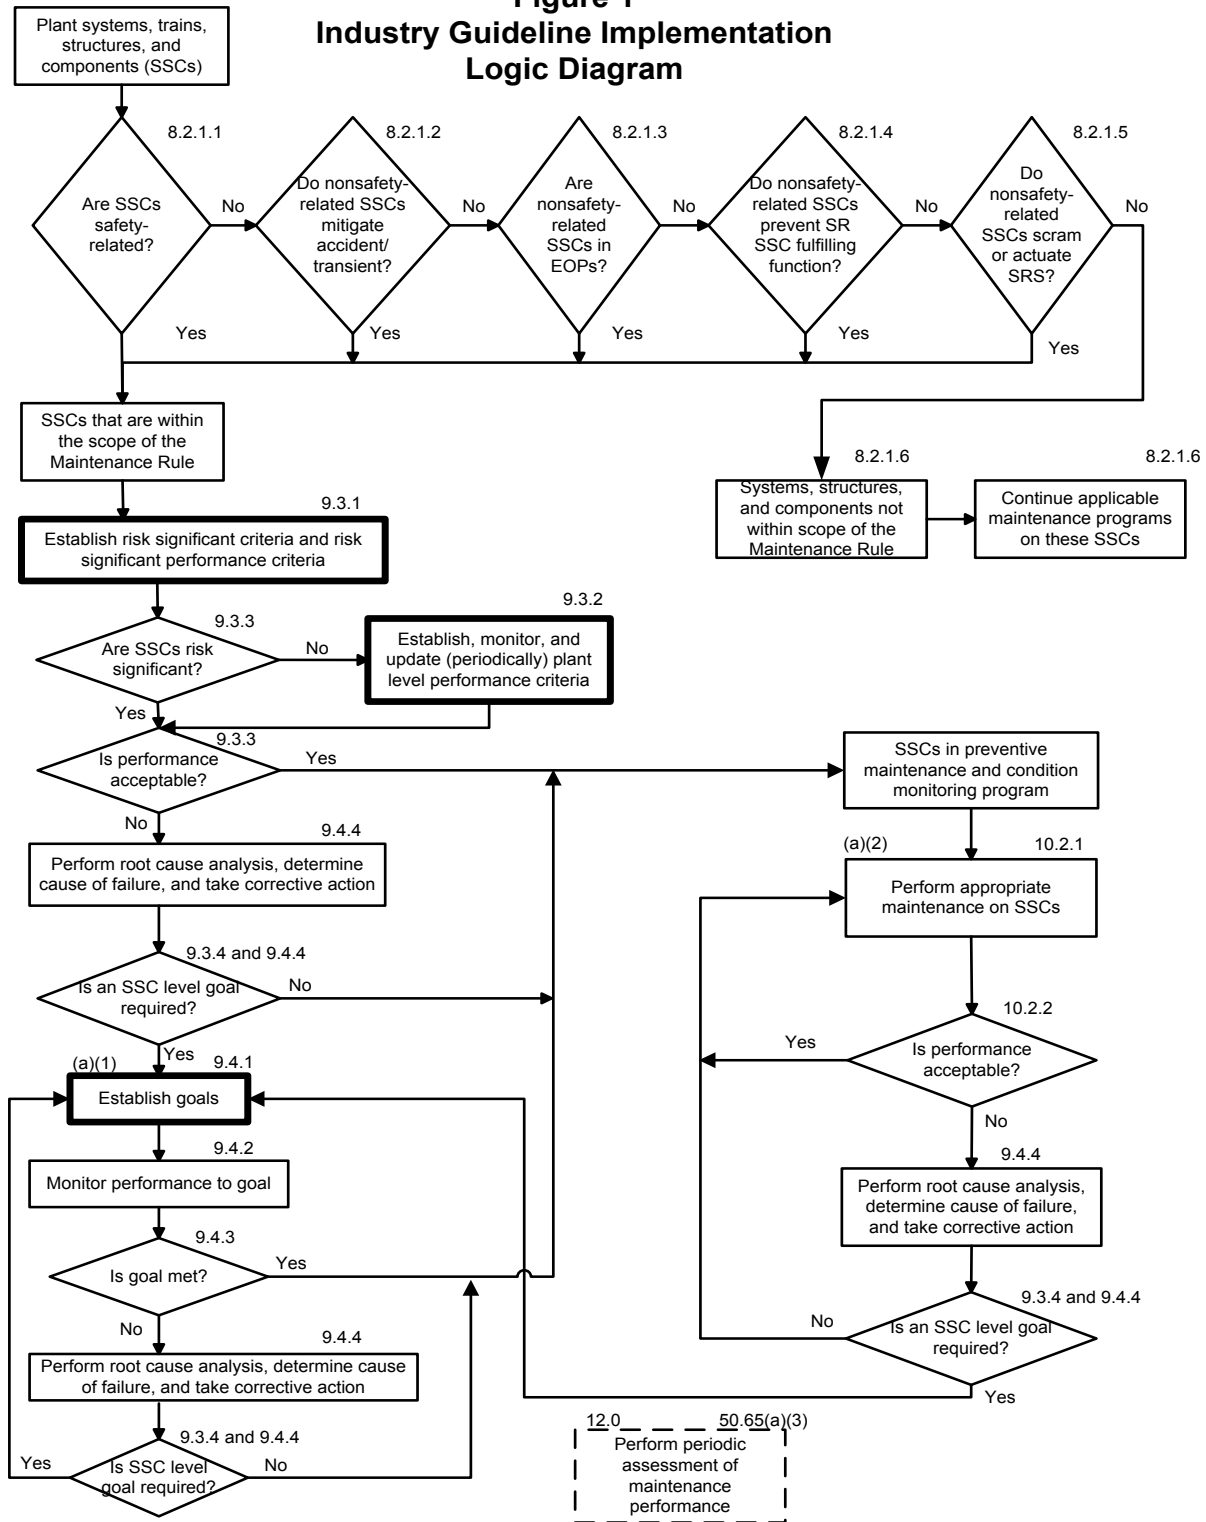 Figure 1
Industry Guideline Implementation
Logic Diagram
Plant systems, trains,
structures, and
components (SSCs)
8.2.1.1
8.2.1.2
8.2.1.3
8.2.1.4
8.2.1.5
Are SSCs
safety-
related?
No
Do nonsafety-
related SSCs
mitigate
accident/
transient?
No
Are
nonsafety-
related
SSCs in
EOPs?
No
Do nonsafety-
related SSCs
prevent SR
SSC fulfilling
function?
No
Do
nonsafety-
related
SSCs scram
or actuate
SRS?
No
Yes
Yes
Yes
Yes
Yes
SSCs that are within
the scope of the
Maintenance Rule
8.2.1.6
Systems, structures,
and components not
within scope of the
Maintenance Rule
8.2.1.6
Continue applicable
maintenance programs
on these SSCs
9.3.1
Establish risk significant criteria and risk
significant performance criteria
9.3.3
Are SSCs risk
significant?
No
9.3.2
Establish, monitor, and
update (periodically) plant
level performance criteria
Yes
9.3.3
Is performance
acceptable?
Yes
SSCs in preventive
maintenance and condition
monitoring program
No
9.4.4
Perform root cause analysis, determine
cause of failure, and take corrective action
(a)(2)
10.2.1
Perform appropriate
maintenance on SSCs
9.3.4 and 9.4.4
Is an SSC level goal
required?
No
10.2.2
Is performance
acceptable?
Yes
No
Yes
(a)(1)
9.4.1
Establish goals
9.4.2
Monitor performance to goal
9.4.4
Perform root cause analysis,
determine cause of failure,
and take corrective action
9.4.3
Is goal met?
Yes
No
9.3.4 and 9.4.4
Is an SSC level goal
required?
No
Yes
9.4.4
Perform root cause analysis, determine cause
of failure, and take corrective action
9.3.4 and 9.4.4
Is SSC level
goal required?
Yes
No
12.0
50.65(a)(3)
Perform periodic
assessment of
maintenance
performance